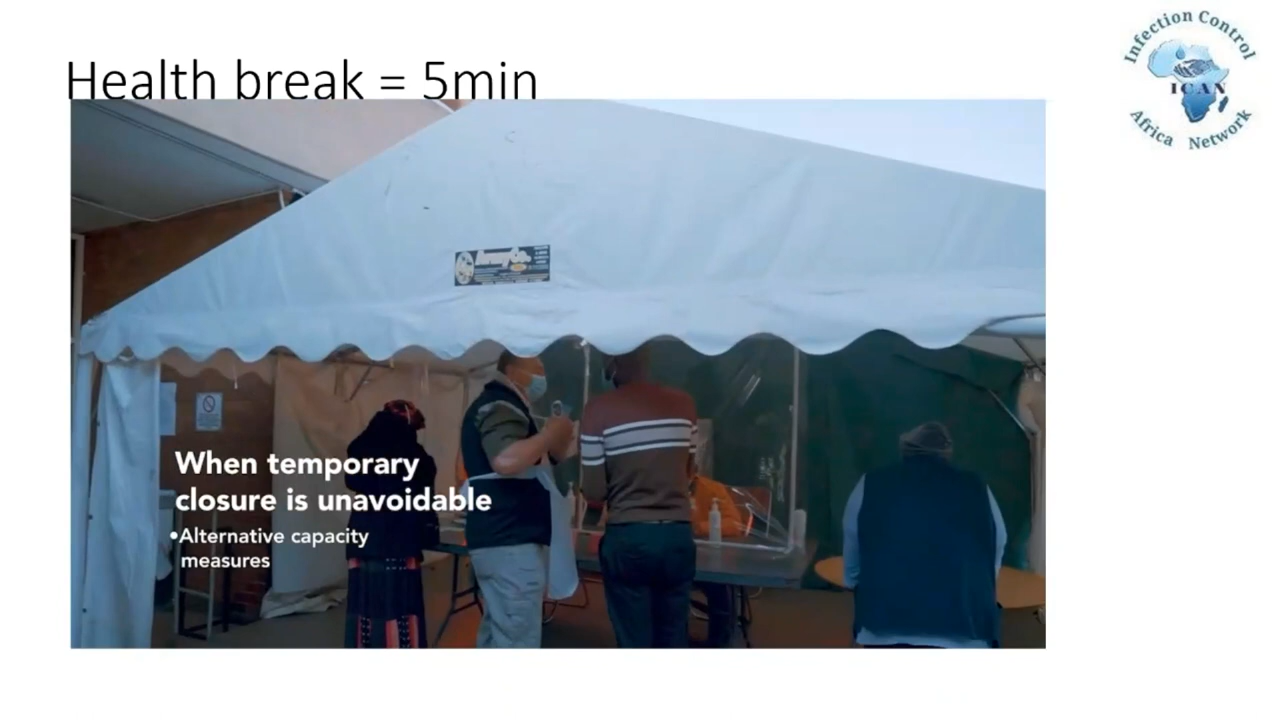 Health break = 5min
Infection Control
ICAN
Africa Network
When temporary
closure is unavoidable
•Alternative capacity
measures